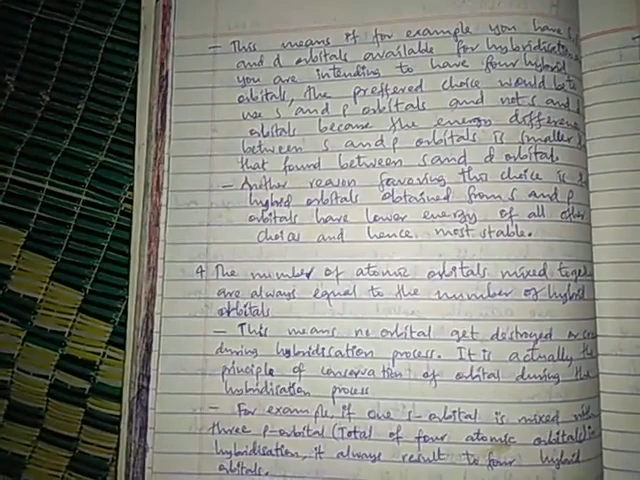 - This means if for example you have s,
and d orbitals available for hybridisation
you are intending to have four hybrid
orbitals, The preffered choice would be to
use s and p orbitals and not s and d
orbitals because the energy differenc
between s and p orbitals is smaller
that found between s and d orbitals
- Another reason favoring this choice is
hybrid orbitals obtained from s and p
orbitals have lower energy of all other
choices and hence most stable.
4 The number of atomic orbitals mixed toge
are always equal to the number of hybrid
orbitals
- This means no orbital get destroyed or
during hybridisation process. It is actually the
principle of conservation of orbital during the
hybridisation process
- For example, if one s-orbital is mixed with
three p-orbital (Total of four atomic orbitals)
hybridisation, it always result to four hybrid
orbitals.